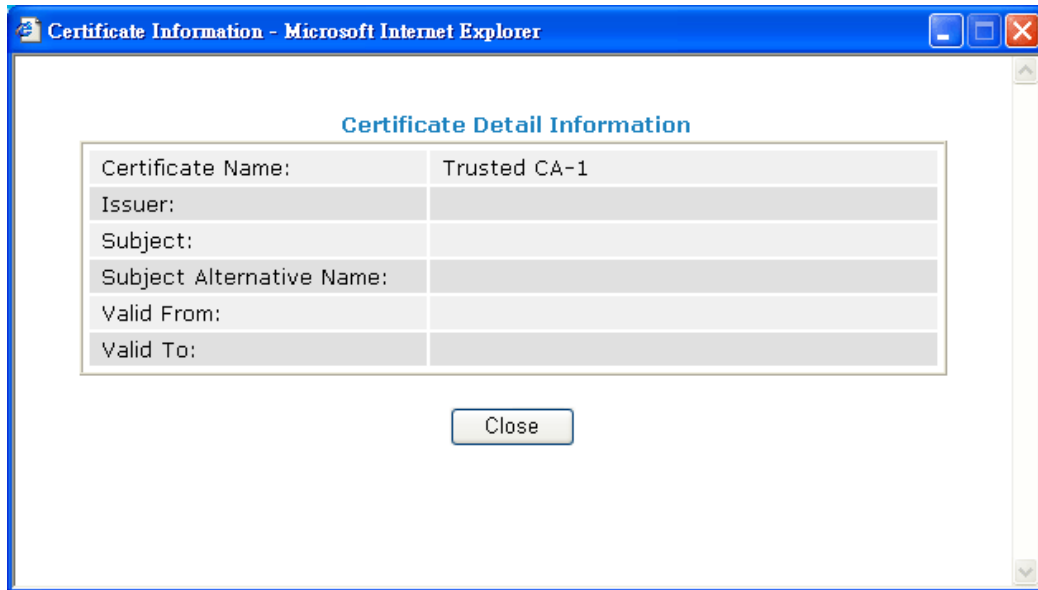 Certificate Information - Microsoft Internet Explorer
Certificate Detail Information
Certificate Name: Trusted CA-1
Issuer:
Subject:
Subject Alternative Name:
Valid From:
Valid To:
Close